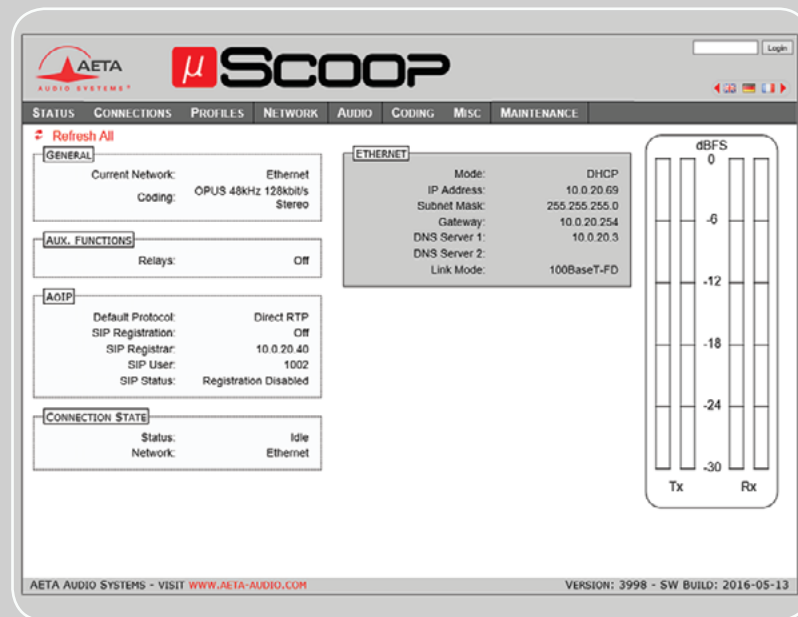 AETA
AUDIO SYSTEMS
µScoop
Login
STATUS CONNECTIONS PROFILES NETWORK AUDIO CODING MISC MAINTENANCE
Refresh All
GENERAL
Current Network: Ethernet
Coding: OPUS 48kHz 128kbit/s
Stereo
AUX. FUNCTIONS
Relays: Off
AOIP
Default Protocol: Direct RTP
SIP Registration: Off
SIP Registrar: 10.0.20.40
SIP User: 1002
SIP Status: Registration Disabled
CONNECTION STATE
Status: Idle
Network: Ethernet
ETHERNET
Mode: DHCP
IP Address: 10.0.20.69
Subnet Mask: 255.255.255.0
Gateway: 10.0.20.254
DNS Server 1: 10.0.20.3
DNS Server 2:
Link Mode: 100BaseT-FD
dBFS
0
-6
-12
-18
-24
-30
Tx Rx
AETA AUDIO SYSTEMS - VISIT WWW.AETA-AUDIO.COM
VERSION: 3998 - SW BUILD: 2016-05-13